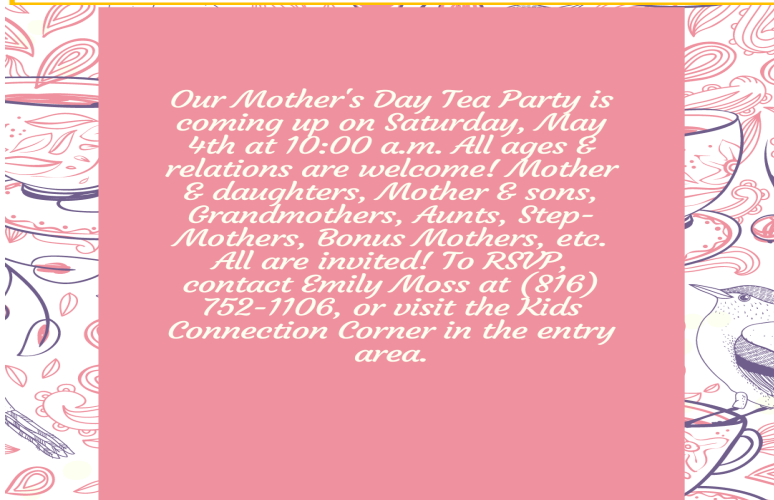 Our Mother's Day Tea Party is
coming up on Saturday, May
4th at 10:00 a.m. All ages &
relations are welcome! Mother
& daughters, Mother & sons,
Grandmothers, Aunts, Step-
Mothers, Bonus Mothers, etc.
All are invited! To RSVP,
contact Emily Moss at (816)
752-1106, or visit the Kids
Connection Corner in the entry
area.